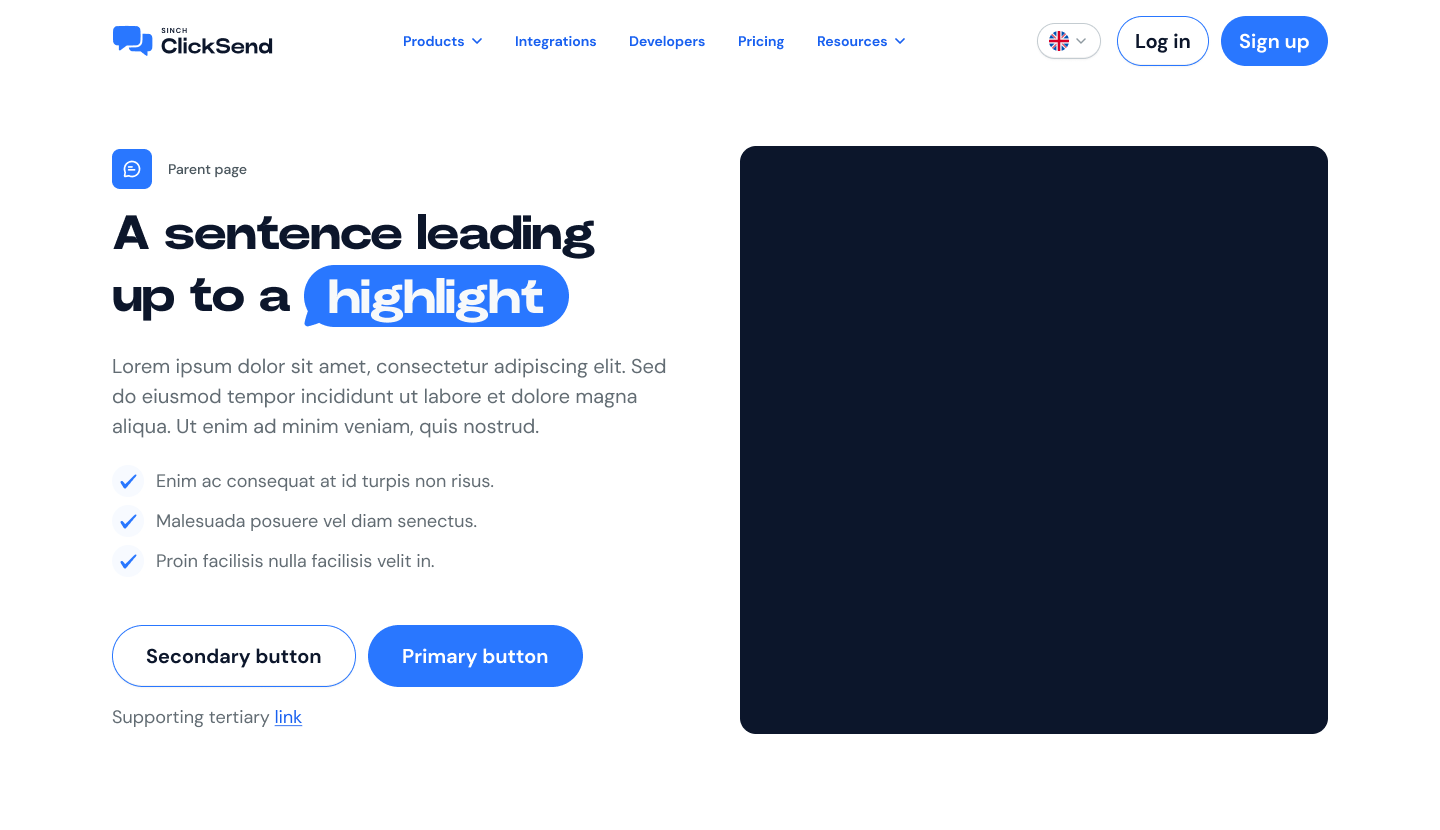 SINCH
ClickSend
Products
Integrations
Developers
Pricing
Resources
Log in
Sign up
Parent page
A sentence leading
up to a highlight
Lorem ipsum dolor sit amet, consectetur adipiscing elit. Sed
do eiusmod tempor incididunt ut labore et dolore magna
aliqua. Ut enim ad minim veniam, quis nostrud.
Enim ac consequat at id turpis non risus.
Malesuada posuere vel diam senectus.
Proin facilisis nulla facilisis velit in.
Secondary button
Primary button
Supporting tertiary link